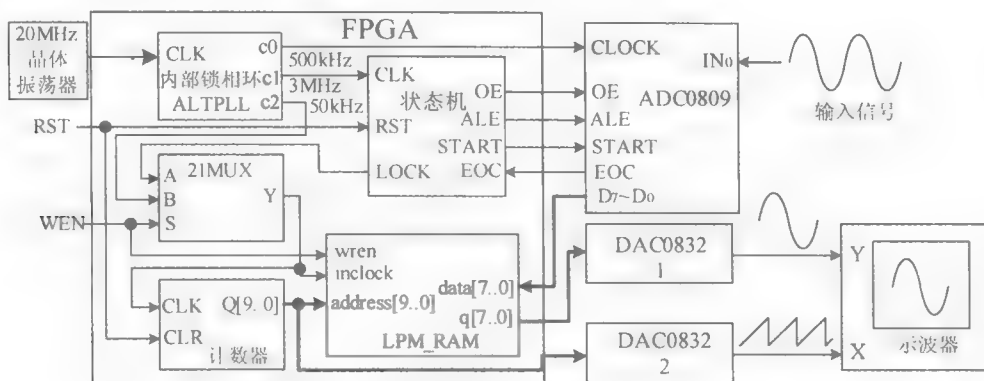 FPGA
20MHz
晶体
振荡器
CLK
内部锁相环
ALTPLL
c0
c1
c2
500kHz
3MHz
50kHz
CLK
状态机
RST
LOCK
OE
ALE
START
EOC
CLOCK
IN0
ADC0809
OE
ALE
START
EOC
D7~D0
输入信号
RST
WEN
21MUX
A
B
S
Y
wren
inclock
address[9..0]
data[7..0]
q[7..0]
LPM_RAM
CLK
Q[9..0]
CLR
计数器
DAC0832
1
DAC0832
2
Y
X
示波器